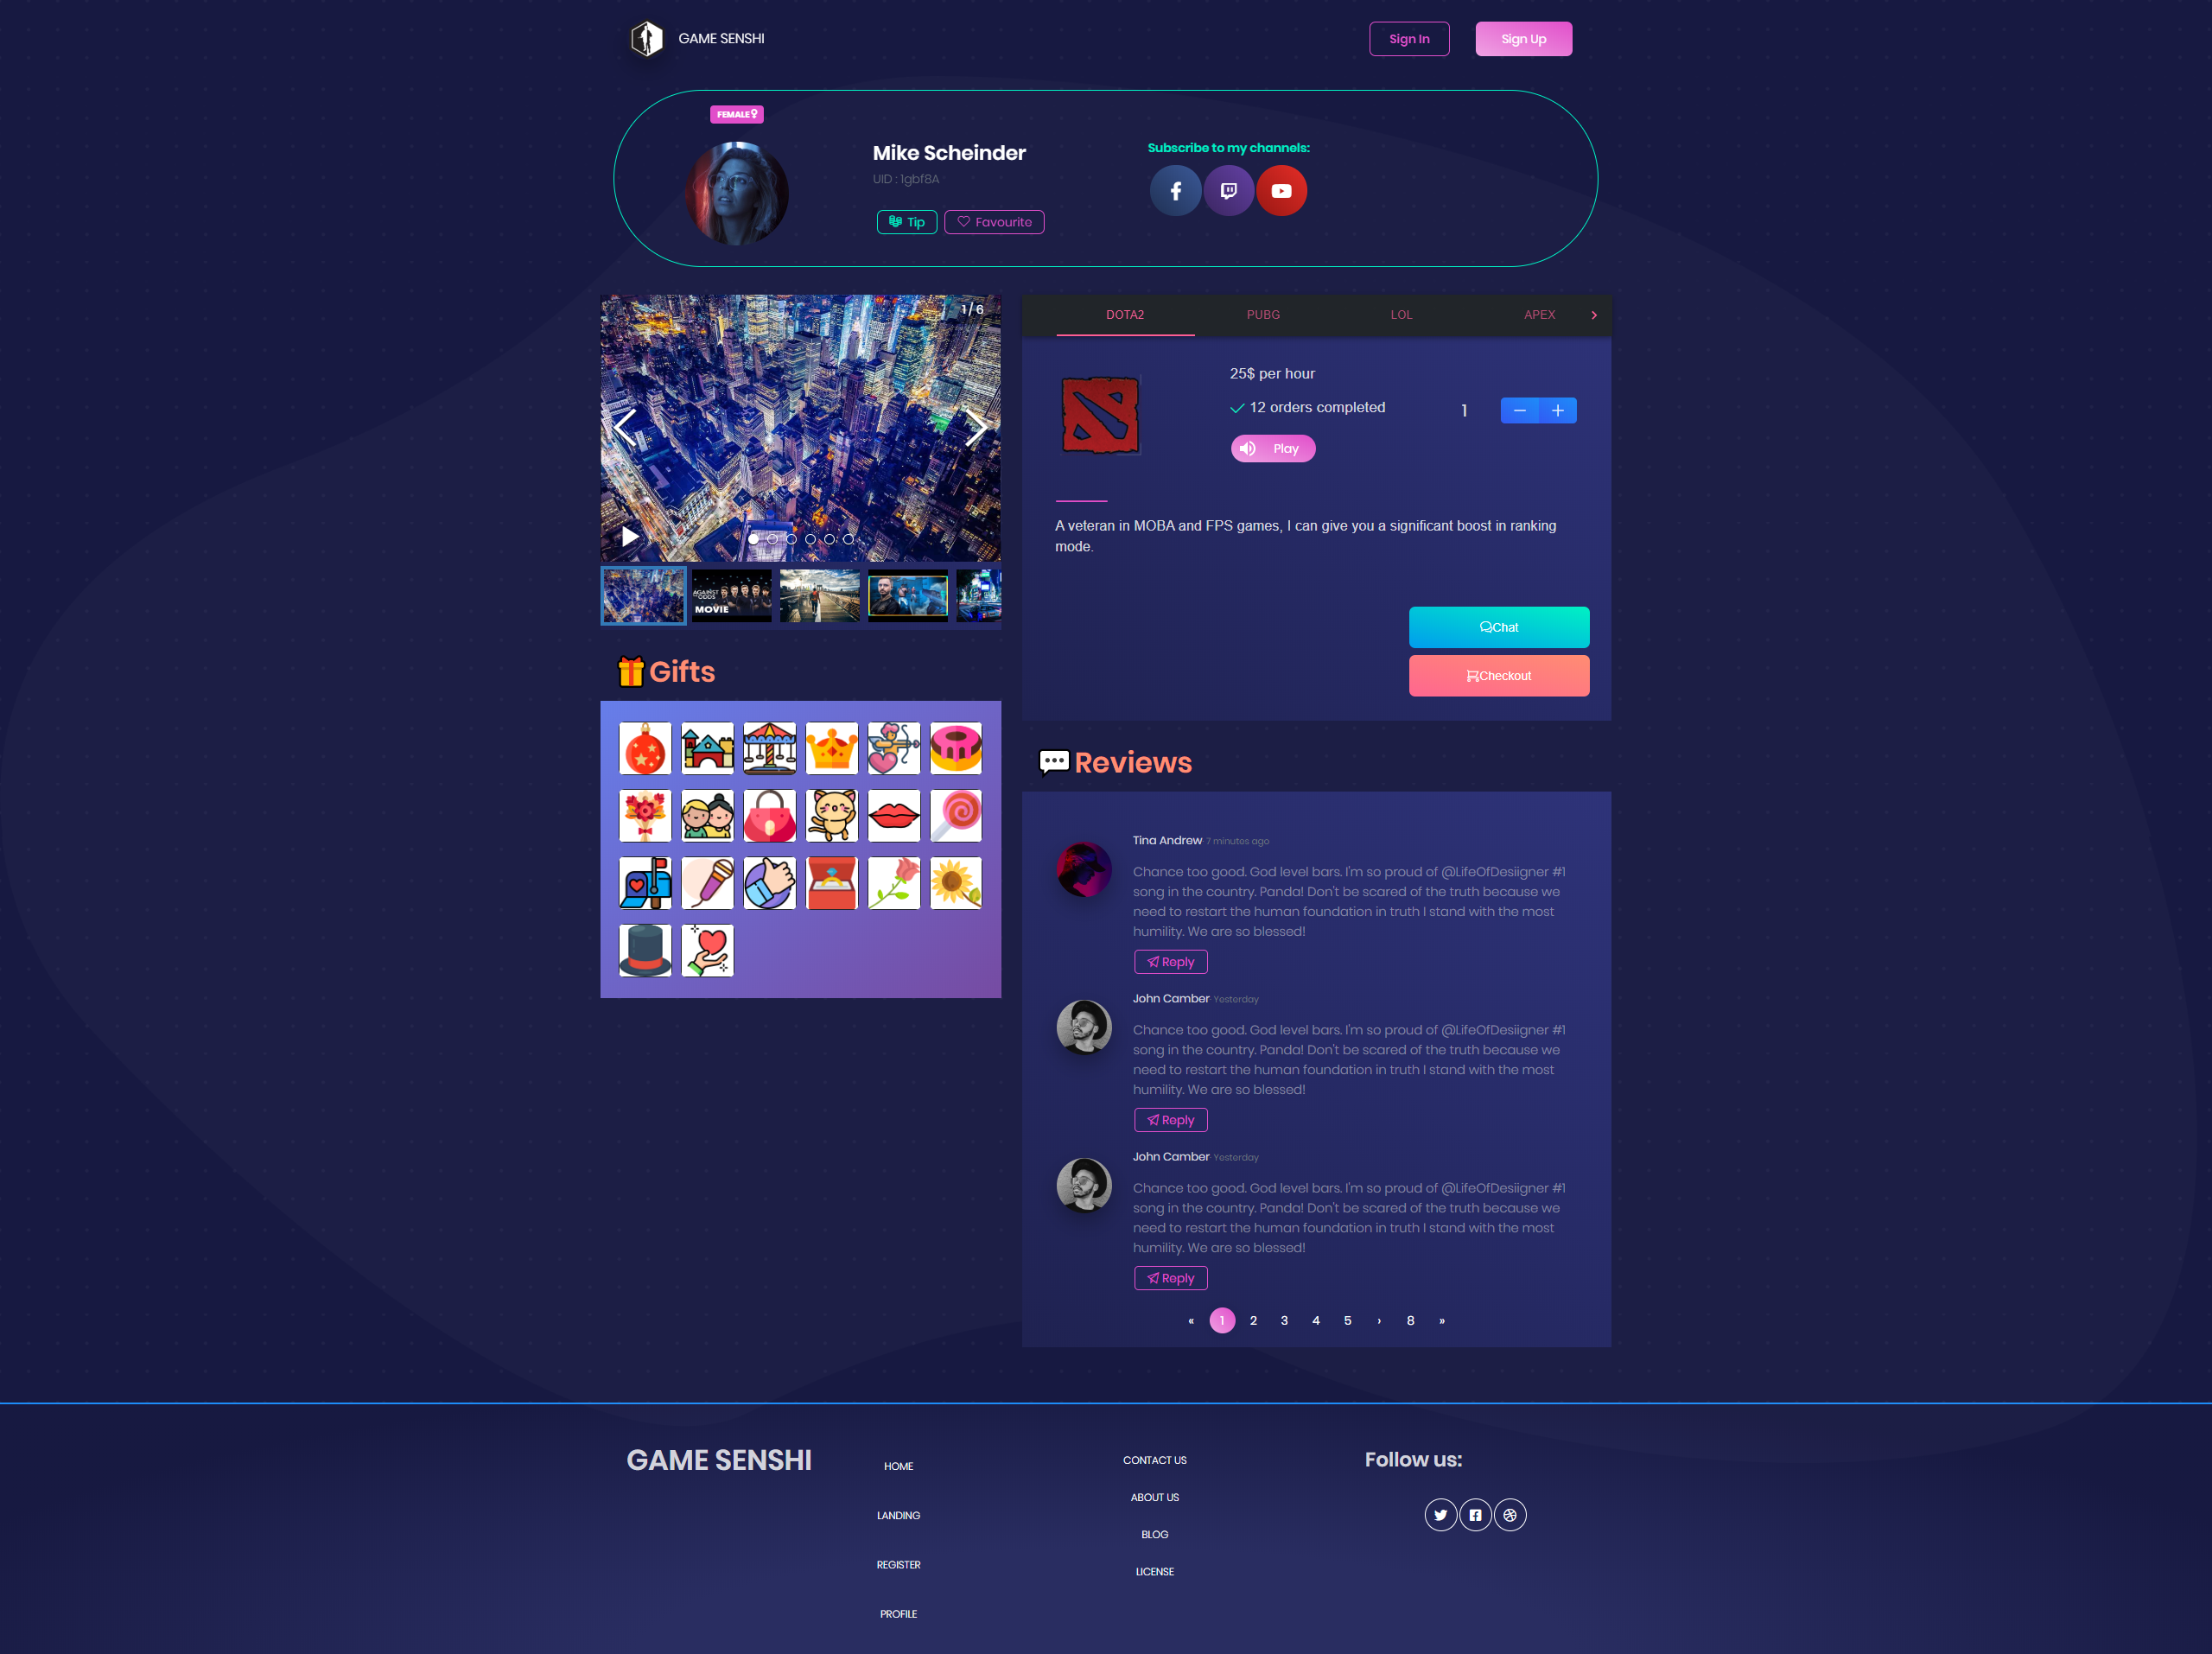 GAME SENSHI
Sign In
Sign Up
FEMALE
Mike Scheinder
UID : 1gbf8A
Tip
Favourite
Subscribe to my channels:
1 / 6
MOVIE
DOTA2
PUBG
LOL
APEX
25$ per hour
12 orders completed
1
Play
A veteran in MOBA and FPS games, I can give you a significant boost in ranking
mode.
Chat
Checkout
Gifts
Reviews
Tina Andrew 7 minutes ago
Chance too good. God level bars. I'm so proud of @LifeOfDesiigner #1
song in the country. Panda! Don't be scared of the truth because we
need to restart the human foundation in truth I stand with the most
humility. We are so blessed!
Reply
John Camber Yesterday
Chance too good. God level bars. I'm so proud of @LifeOfDesiigner #1
song in the country. Panda! Don't be scared of the truth because we
need to restart the human foundation in truth I stand with the most
humility. We are so blessed!
Reply
John Camber Yesterday
Chance too good. God level bars. I'm so proud of @LifeOfDesiigner #1
song in the country. Panda! Don't be scared of the truth because we
need to restart the human foundation in truth I stand with the most
humility. We are so blessed!
Reply
« 1 2 3 4 5 › 8 »
GAME SENSHI
HOME
LANDING
REGISTER
PROFILE
CONTACT US
ABOUT US
BLOG
LICENSE
Follow us: